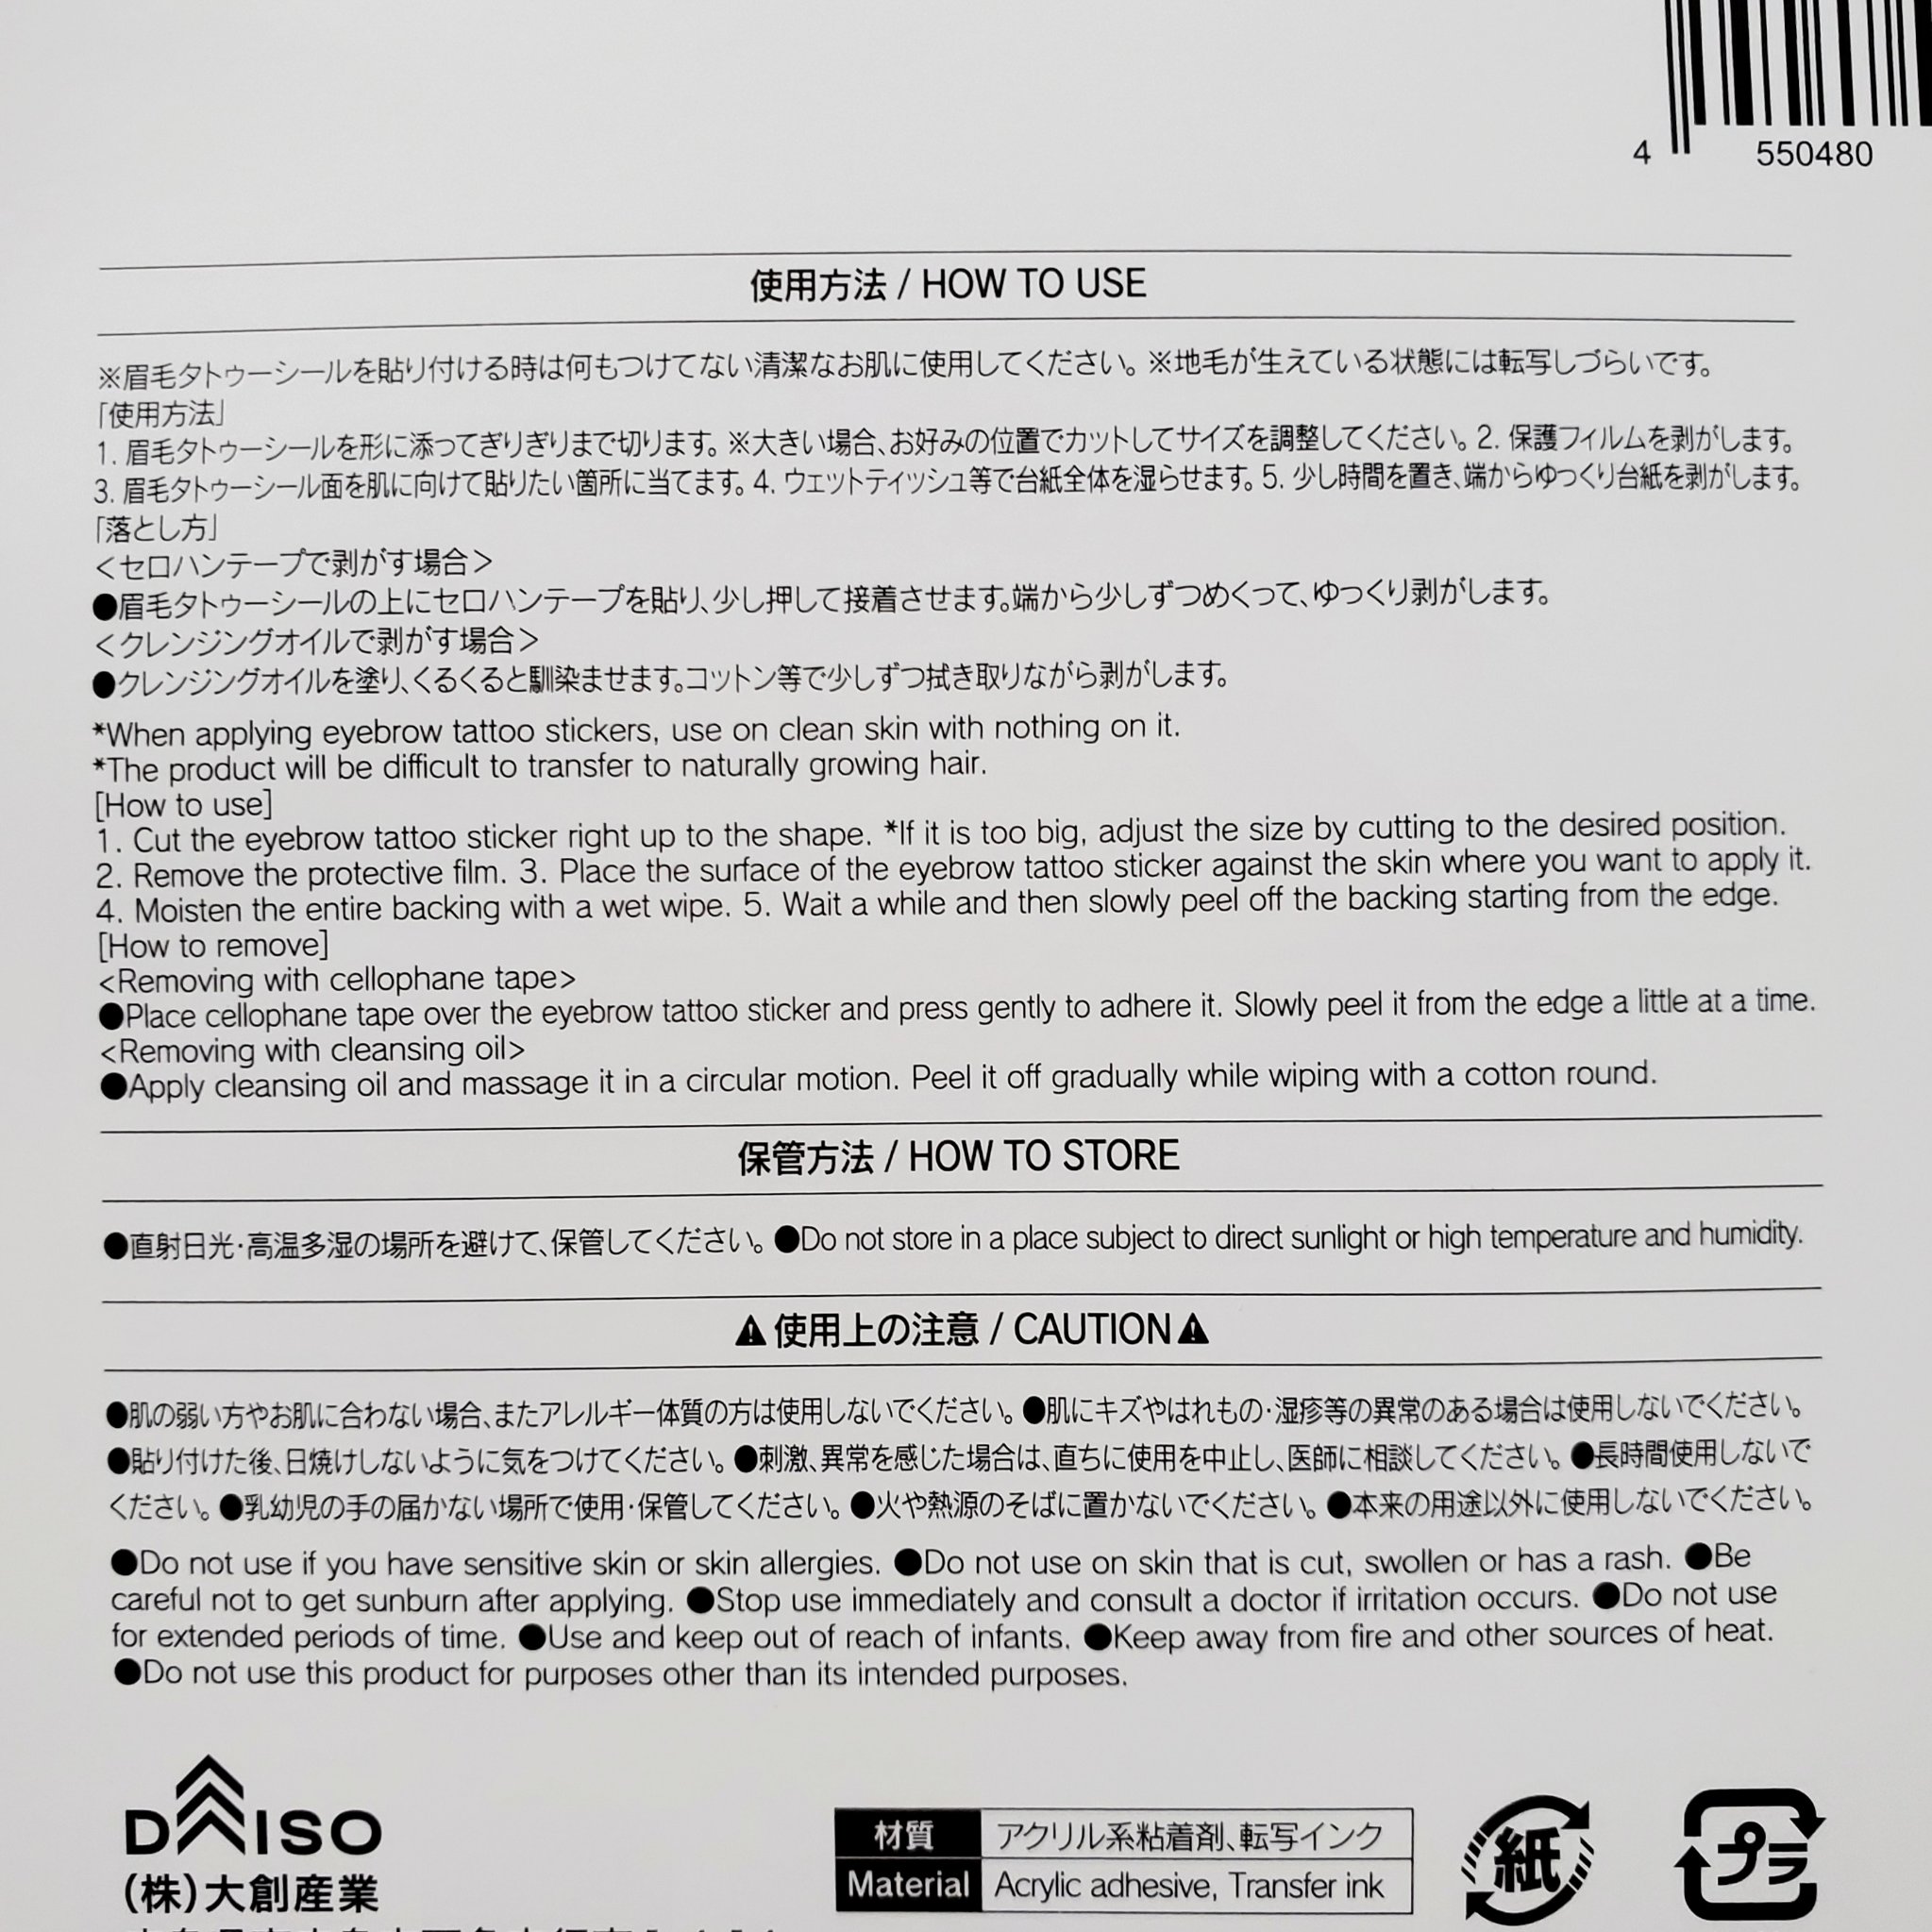 4 550480
使用方法 / HOW TO USE
※眉毛タトゥーシールを貼り付ける時は何もつけてない清潔なお肌に使用してください。※地毛が生えている状態には転写しづらいです。
「使用方法」
1. 眉毛タトゥーシールを形に添ってぎりぎりまで切ります。※大きい場合、お好みの位置でカットしてサイズを調整してください。2. 保護フィルムを剥がします。
3. 眉毛タトゥーシール面を肌に向けて貼りたい箇所に当てます。4. ウェットティッシュ等で台紙全体を湿らせます。5. 少し時間を置き、端からゆっくり台紙を剥がします。
「落とし方」
＜セロハンテープで剥がす場合＞
●眉毛タトゥーシールの上にセロハンテープを貼り、少し押して接着させます。端から少しずつめくって、ゆっくり剥がします。
＜クレンジングオイルで剥がす場合＞
●クレンジングオイルを塗り、くるくると馴染ませます。コットン等で少しずつ拭き取りながら剥がします。
*When applying eyebrow tattoo stickers, use on clean skin with nothing on it.
*The product will be difficult to transfer to naturally growing hair.
[How to use]
1. Cut the eyebrow tattoo sticker right up to the shape. *If it is too big, adjust the size by cutting to the desired position.
2. Remove the protective film. 3. Place the surface of the eyebrow tattoo sticker against the skin where you want to apply it.
4. Moisten the entire backing with a wet wipe. 5. Wait a while and then slowly peel off the backing starting from the edge.
[How to remove]
<Removing with cellophane tape>
●Place cellophane tape over the eyebrow tattoo sticker and press gently to adhere it. Slowly peel it from the edge a little at a time.
<Removing with cleansing oil>
●Apply cleansing oil and massage it in a circular motion. Peel it off gradually while wiping with a cotton round.
保管方法 / HOW TO STORE
●直射日光・高温多湿の場所を避けて、保管してください。●Do not store in a place subject to direct sunlight or high temperature and humidity.
⚠使用上の注意 / CAUTION⚠
●肌の弱い方やお肌に合わない場合、またアレルギー体質の方は使用しないでください。●肌にキズやはれもの・湿疹等の異常のある場合は使用しないでください。
●貼り付けた後、日焼けしないように気をつけてください。●刺激、異常を感じた場合は、直ちに使用を中止し、医師に相談してください。●長時間使用しないで
ください。●乳幼児の手の届かない場所で使用・保管してください。●火や熱源のそばに置かないでください。●本来の用途以外に使用しないでください。
●Do not use if you have sensitive skin or skin allergies. ●Do not use on skin that is cut, swollen or has a rash. ●Be
careful not to get sunburn after applying. ●Stop use immediately and consult a doctor if irritation occurs. ●Do not use
for extended periods of time. ●Use and keep out of reach of infants. ●Keep away from fire and other sources of heat.
●Do not use this product for purposes other than its intended purposes.
DAISO
(株)大創産業
材質 アクリル系粘着剤、転写インク
Material Acrylic adhesive, Transfer ink
紙
プラ